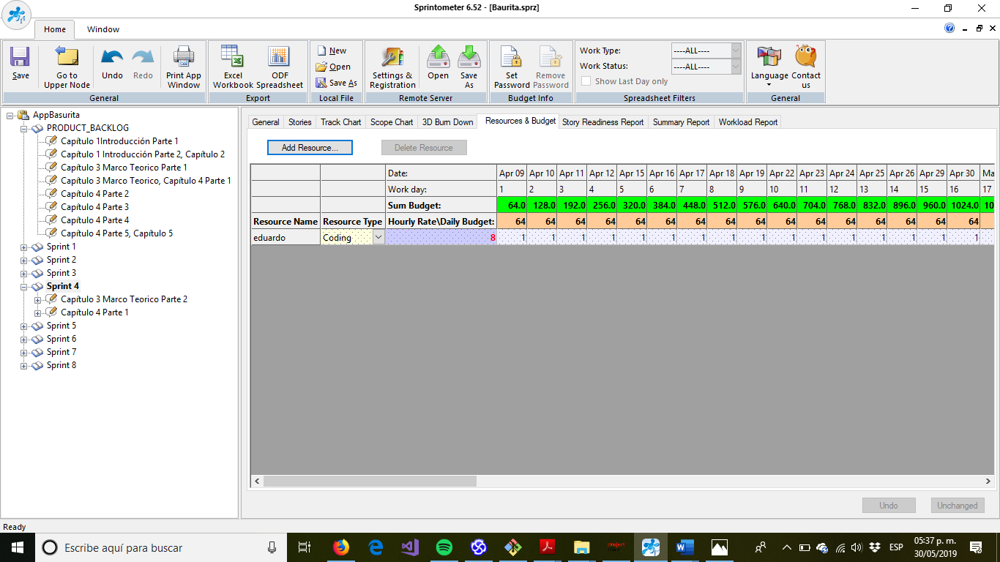 Sprintometer 6.52 - [Baurita.sprz]
Home Window
Save
Go to Upper Node
Undo
Redo
Print App Window
General
Excel Workbook
ODF Spreadsheet
Export
New
Open
Save As
Local File
Settings & Registration
Open
Save As
Remote Server
Set Password
Remove Password
Budget Info
Work Type: ----ALL----
Work Status: ----ALL----
Show Last Day only
Spreadsheet Filters
Language
Contact us
General
AppBasurita
PRODUCT_BACKLOG
Capítulo 1Introducción Parte 1
Capítulo 1 Introducción Parte 2, Capítulo 2
Capítulo 3 Marco Teorico Parte 1
Capítulo 3 Marco Teorico, Capítulo 4 Parte 1
Capítulo 4 Parte 2
Capítulo 4 Parte 3
Capítulo 4 Parte 4
Capítulo 4 Parte 5, Capítulo 5
Sprint 1
Sprint 2
Sprint 3
Sprint 4
Capítulo 3 Marco Teorico Parte 2
Capítulo 4 Parte 1
Sprint 5
Sprint 6
Sprint 7
Sprint 8
General Stories Track Chart Scope Chart 3D Burn Down Resources & Budget Story Readiness Report Summary Report Workload Report
Add Resource... Delete Resource
Date: Apr 09 Apr 10 Apr 11 Apr 12 Apr 15 Apr 16 Apr 17 Apr 18 Apr 19 Apr 22 Apr 23 Apr 24 Apr 25 Apr 26 Apr 29 Apr 30 Ma
Work day: 1 2 3 4 5 6 7 8 9 10 11 12 13 14 15 16 17
Sum Budget: 64.0 128.0 192.0 256.0 320.0 384.0 448.0 512.0 576.0 640.0 704.0 768.0 832.0 896.0 960.0 1024.0 10
Resource Name Resource Type Hourly Rate\Daily Budget: 64 64 64 64 64 64 64 64 64 64 64 64 64 64 64 64
eduardo Coding 8 1 1 1 1 1 1 1 1 1 1 1 1 1 1 1 1
Undo Unchanged
Ready
Escribe aquí para buscar
ESP
05:37 p. m.
30/05/2019